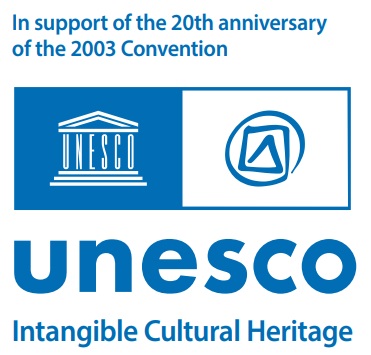 In support of the 20th anniversary
of the 2003 Convention
UNESCO
unesco
Intangible Cultural Heritage